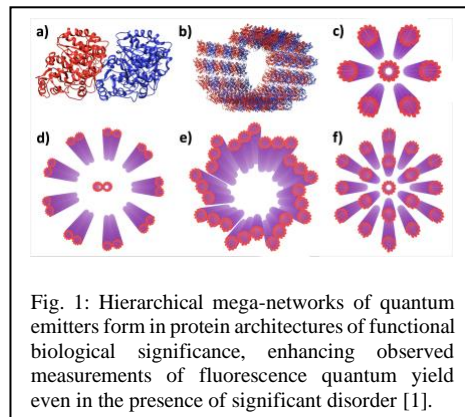 a)
b)
c)
d)
e)
f)
Fig. 1: Hierarchical mega-networks of quantum
emitters form in protein architectures of functional
biological significance, enhancing observed
measurements of fluorescence quantum yield
even in the presence of significant disorder [1].